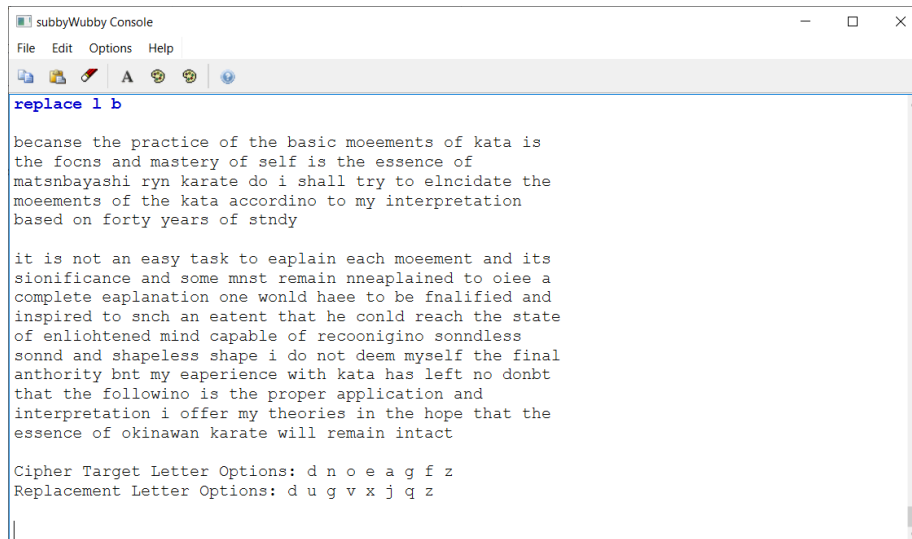 subbyWubby Console
File Edit Options Help
A
replace l b
becanse the practice of the basic moeements of kata is
the focns and mastery of self is the essence of
matsnbayashi ryn karate do i shall try to elncidate the
moeements of the kata accordino to my interpretation
based on forty years of stndy
it is not an easy task to eaplain each moeement and its
sionificance and some mnst remain nneaplained to oiee a
complete eaplanation one wonld haee to be fnalified and
inspired to snch an eatent that he conld reach the state
of enliohtened mind capable of recoonigino sonndless
sonnd and shapeless shape i do not deem myself the final
anthority bnt my eaperience with kata has left no donbt
that the followino is the proper application and
interpretation i offer my theories in the hope that the
essence of okinawan karate will remain intact
Cipher Target Letter Options: d n o e a g f z
Replacement Letter Options: d u g v x j q z